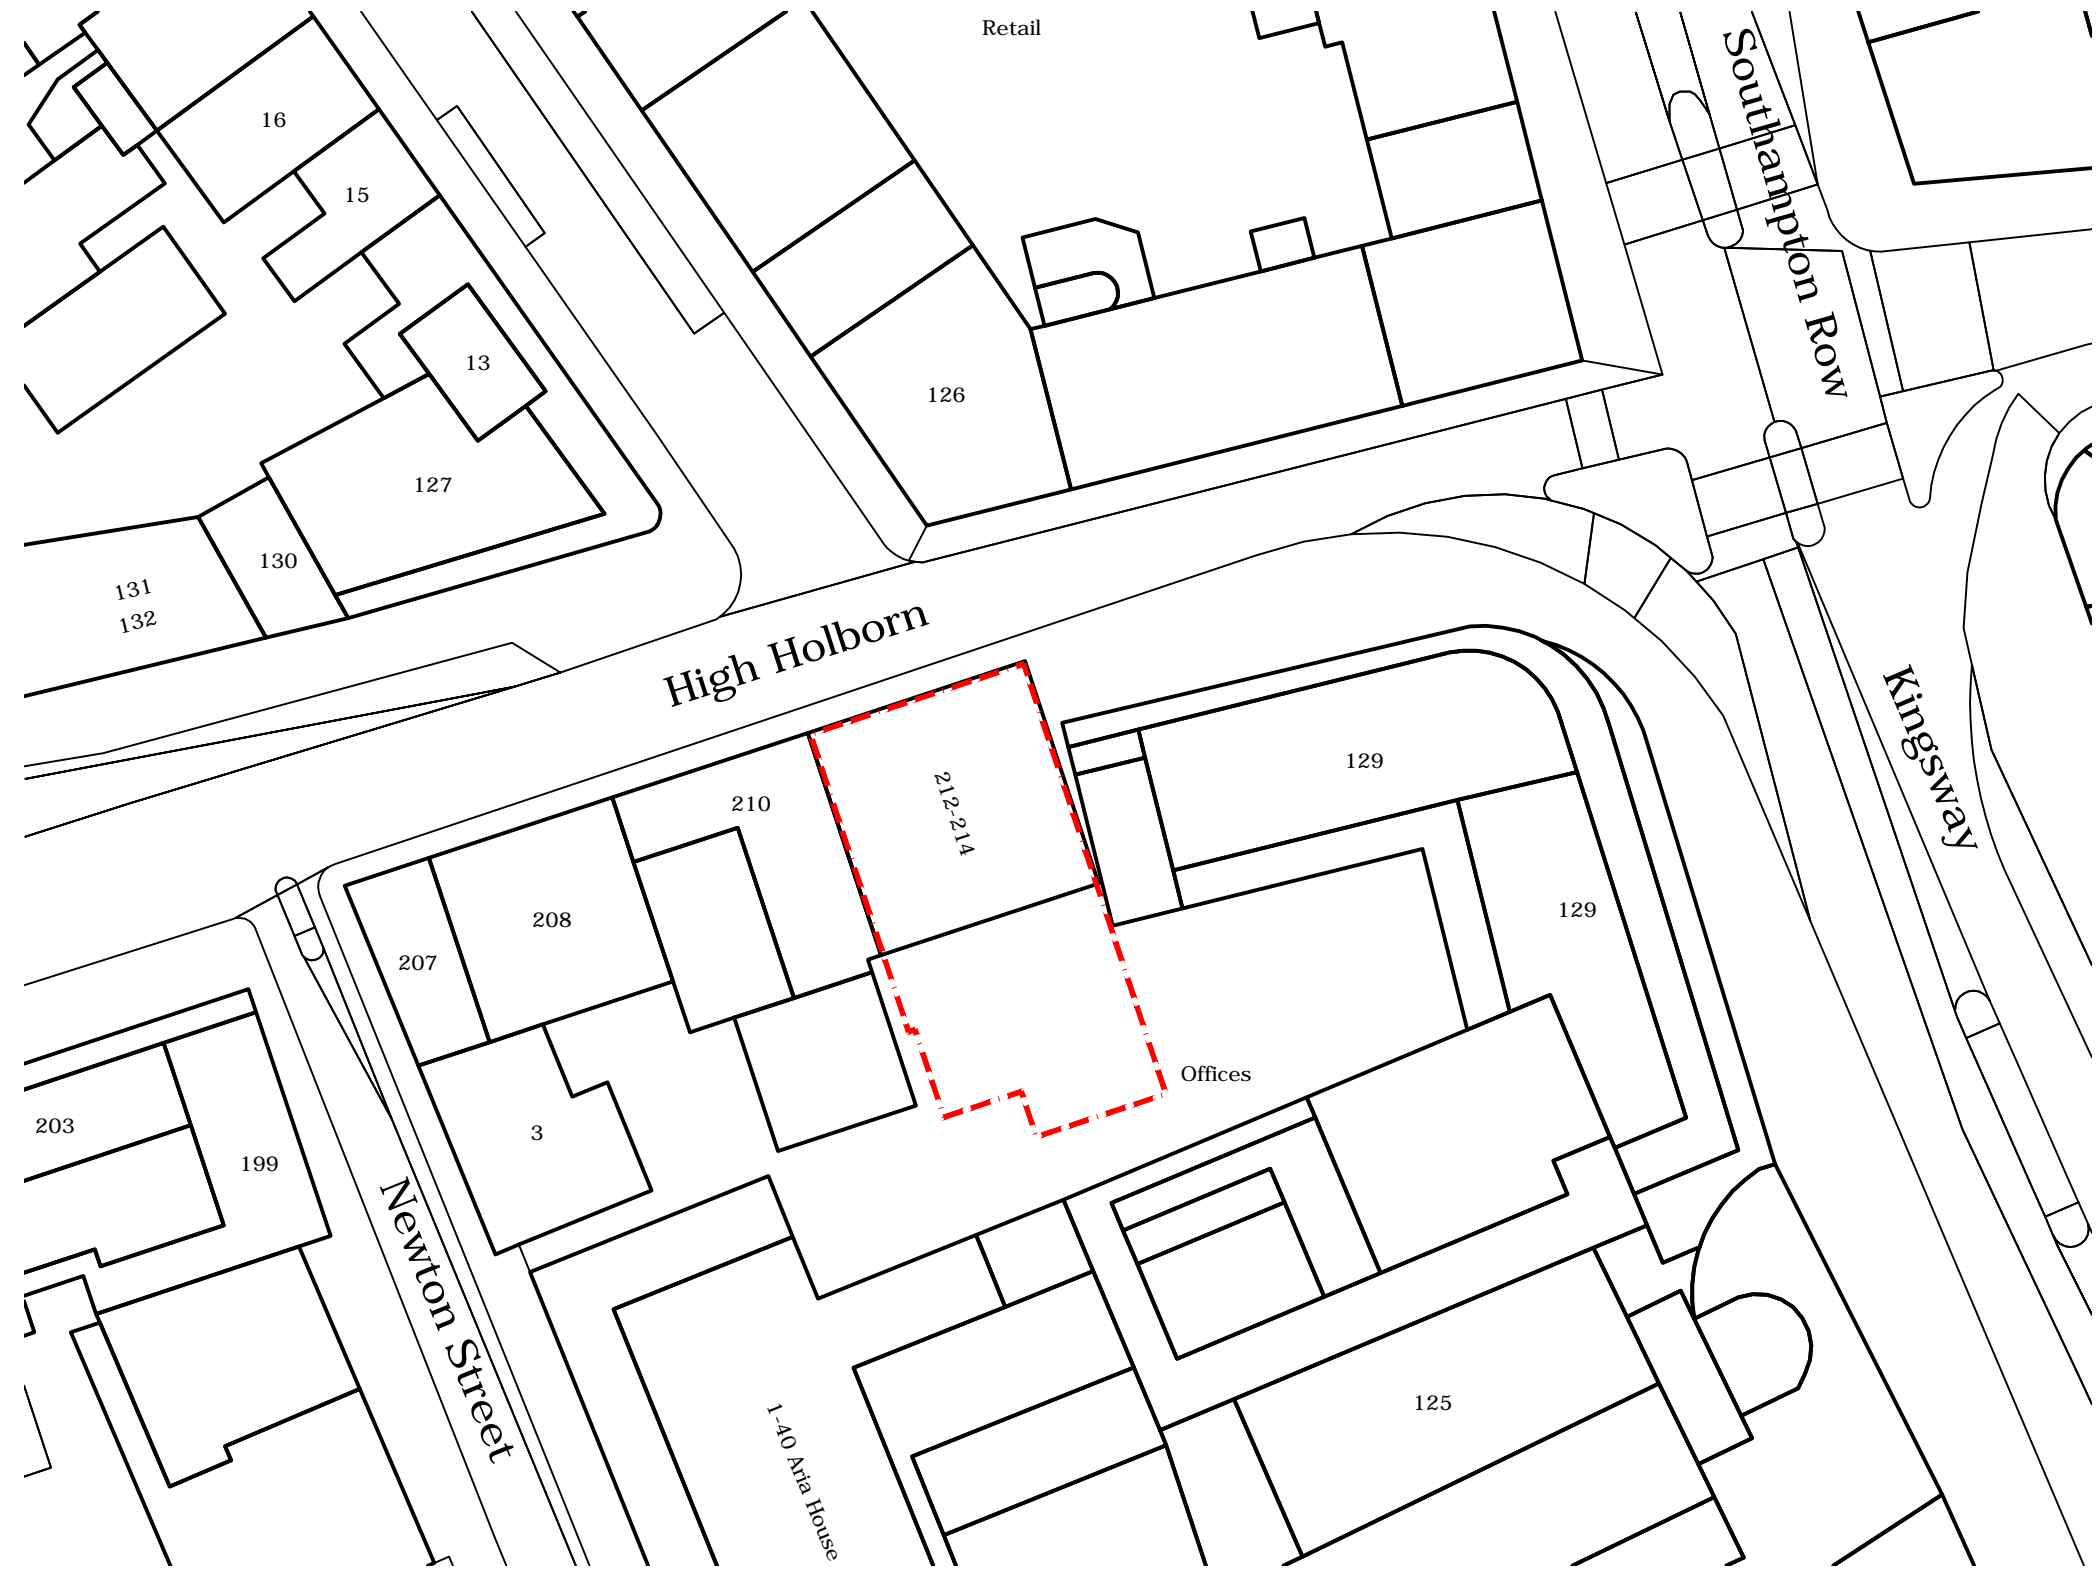 Retail
Southampton Row
16
15
13
126
127
130
131
132
High Holborn
Kingsway
129
210
212-214
208
129
207
Offices
203
3
199
Newton Street
125
1-40 Aria House